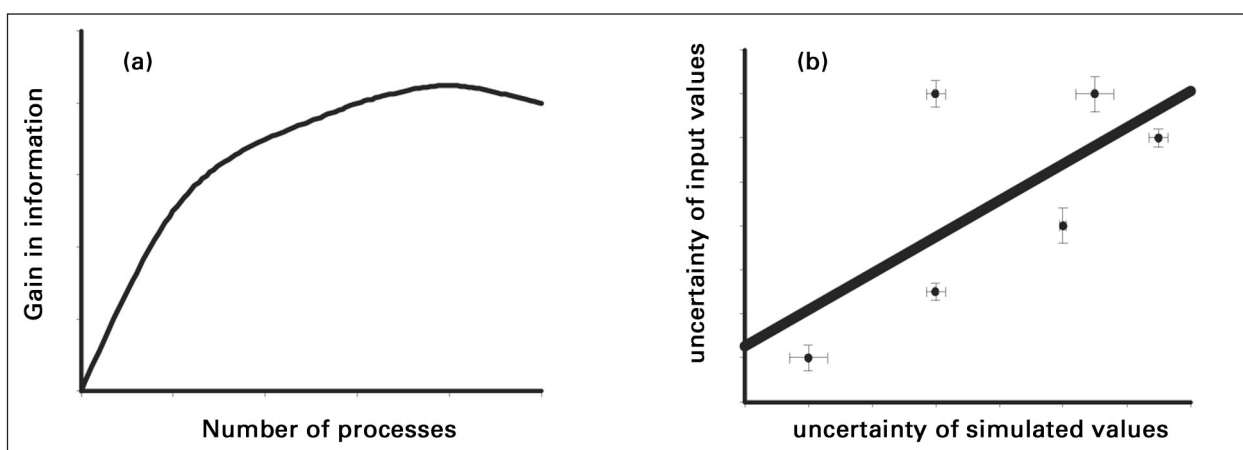 (a)
Gain in information
Number of processes
(b)
uncertainty of input values
uncertainty of simulated values